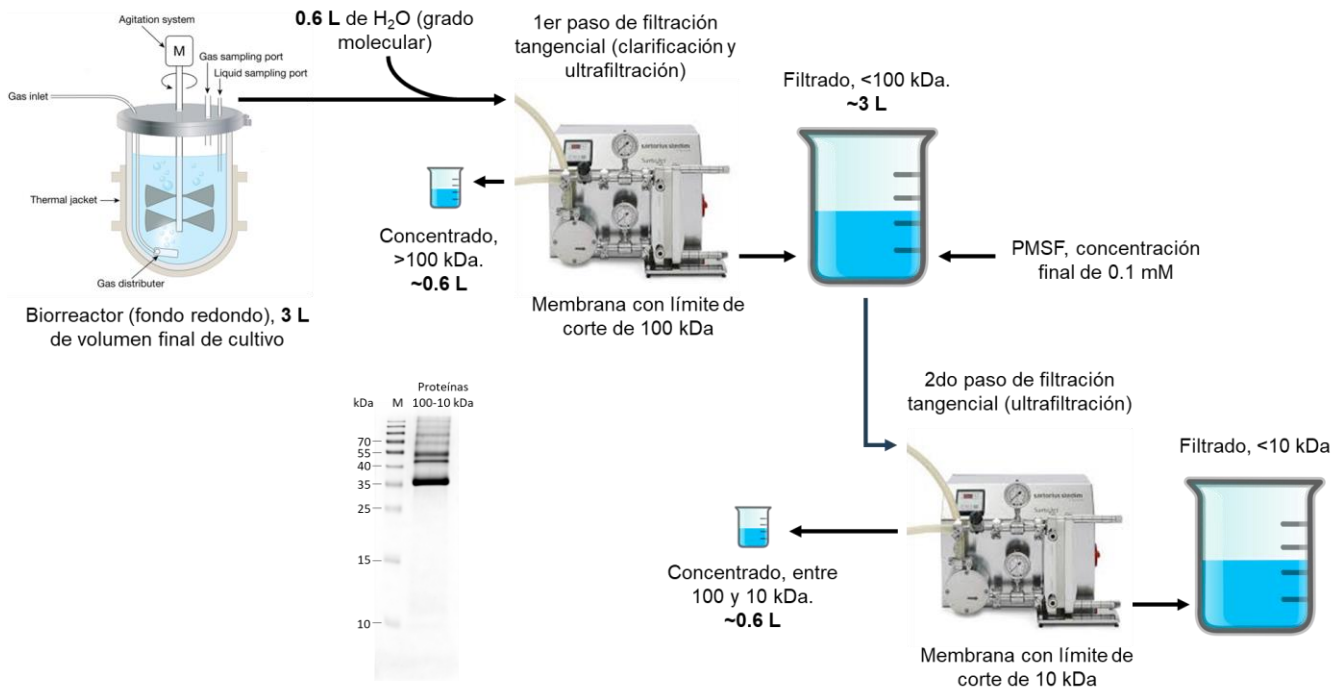 Agitation system
M
Gas sampling port
Liquid sampling port
Gas inlet
Thermal jacket
Gas distributer
Biorreactor (fondo redondo), 3 L
de volumen final de cultivo
0.6 L de H2O (grado
molecular)
1er paso de filtración
tangencial (clarificación y
ultrafiltración)
sartorius stedim
Concentrado,
>100 kDa.
~0.6 L
Membrana con límite de
corte de 100 kDa
Filtrado, <100 kDa.
~3 L
PMSF, concentración
final de 0.1 mM
Proteínas
kDa M 100-10 kDa
70
55
40
35
25
15
10
2do paso de filtración
tangencial (ultrafiltración)
sartorius stedim
Concentrado, entre
100 y 10 kDa.
~0.6 L
Membrana con límite de
corte de 10 kDa
Filtrado, <10 kDa